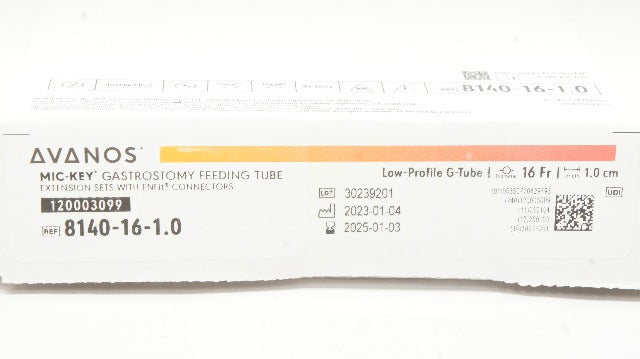 8140-16-1.0
AVANOS*
MIC-KEY* GASTROSTOMY FEEDING TUBE
EXTENSION SETS WITH ENFit® CONNECTORS
120003099
REF 8140-16-1.0
Low-Profile G-Tube | 16 Fr | 1.0 cm
LOT 30239201
2023-01-04
2025-01-03
UDI